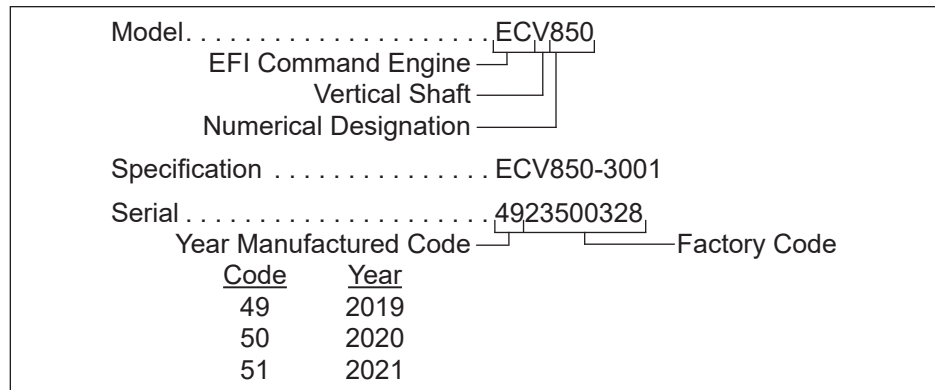 Model. . . . . . . . . . . . . . . . . . . . . ECV850
EFI Command Engine
Vertical Shaft
Numerical Designation
Specification . . . . . . . . . . . . . . . ECV850-3001
Serial . . . . . . . . . . . . . . . . . . . . . 4923500328
Year Manufactured Code Factory Code
Code Year
49 2019
50 2020
51 2021